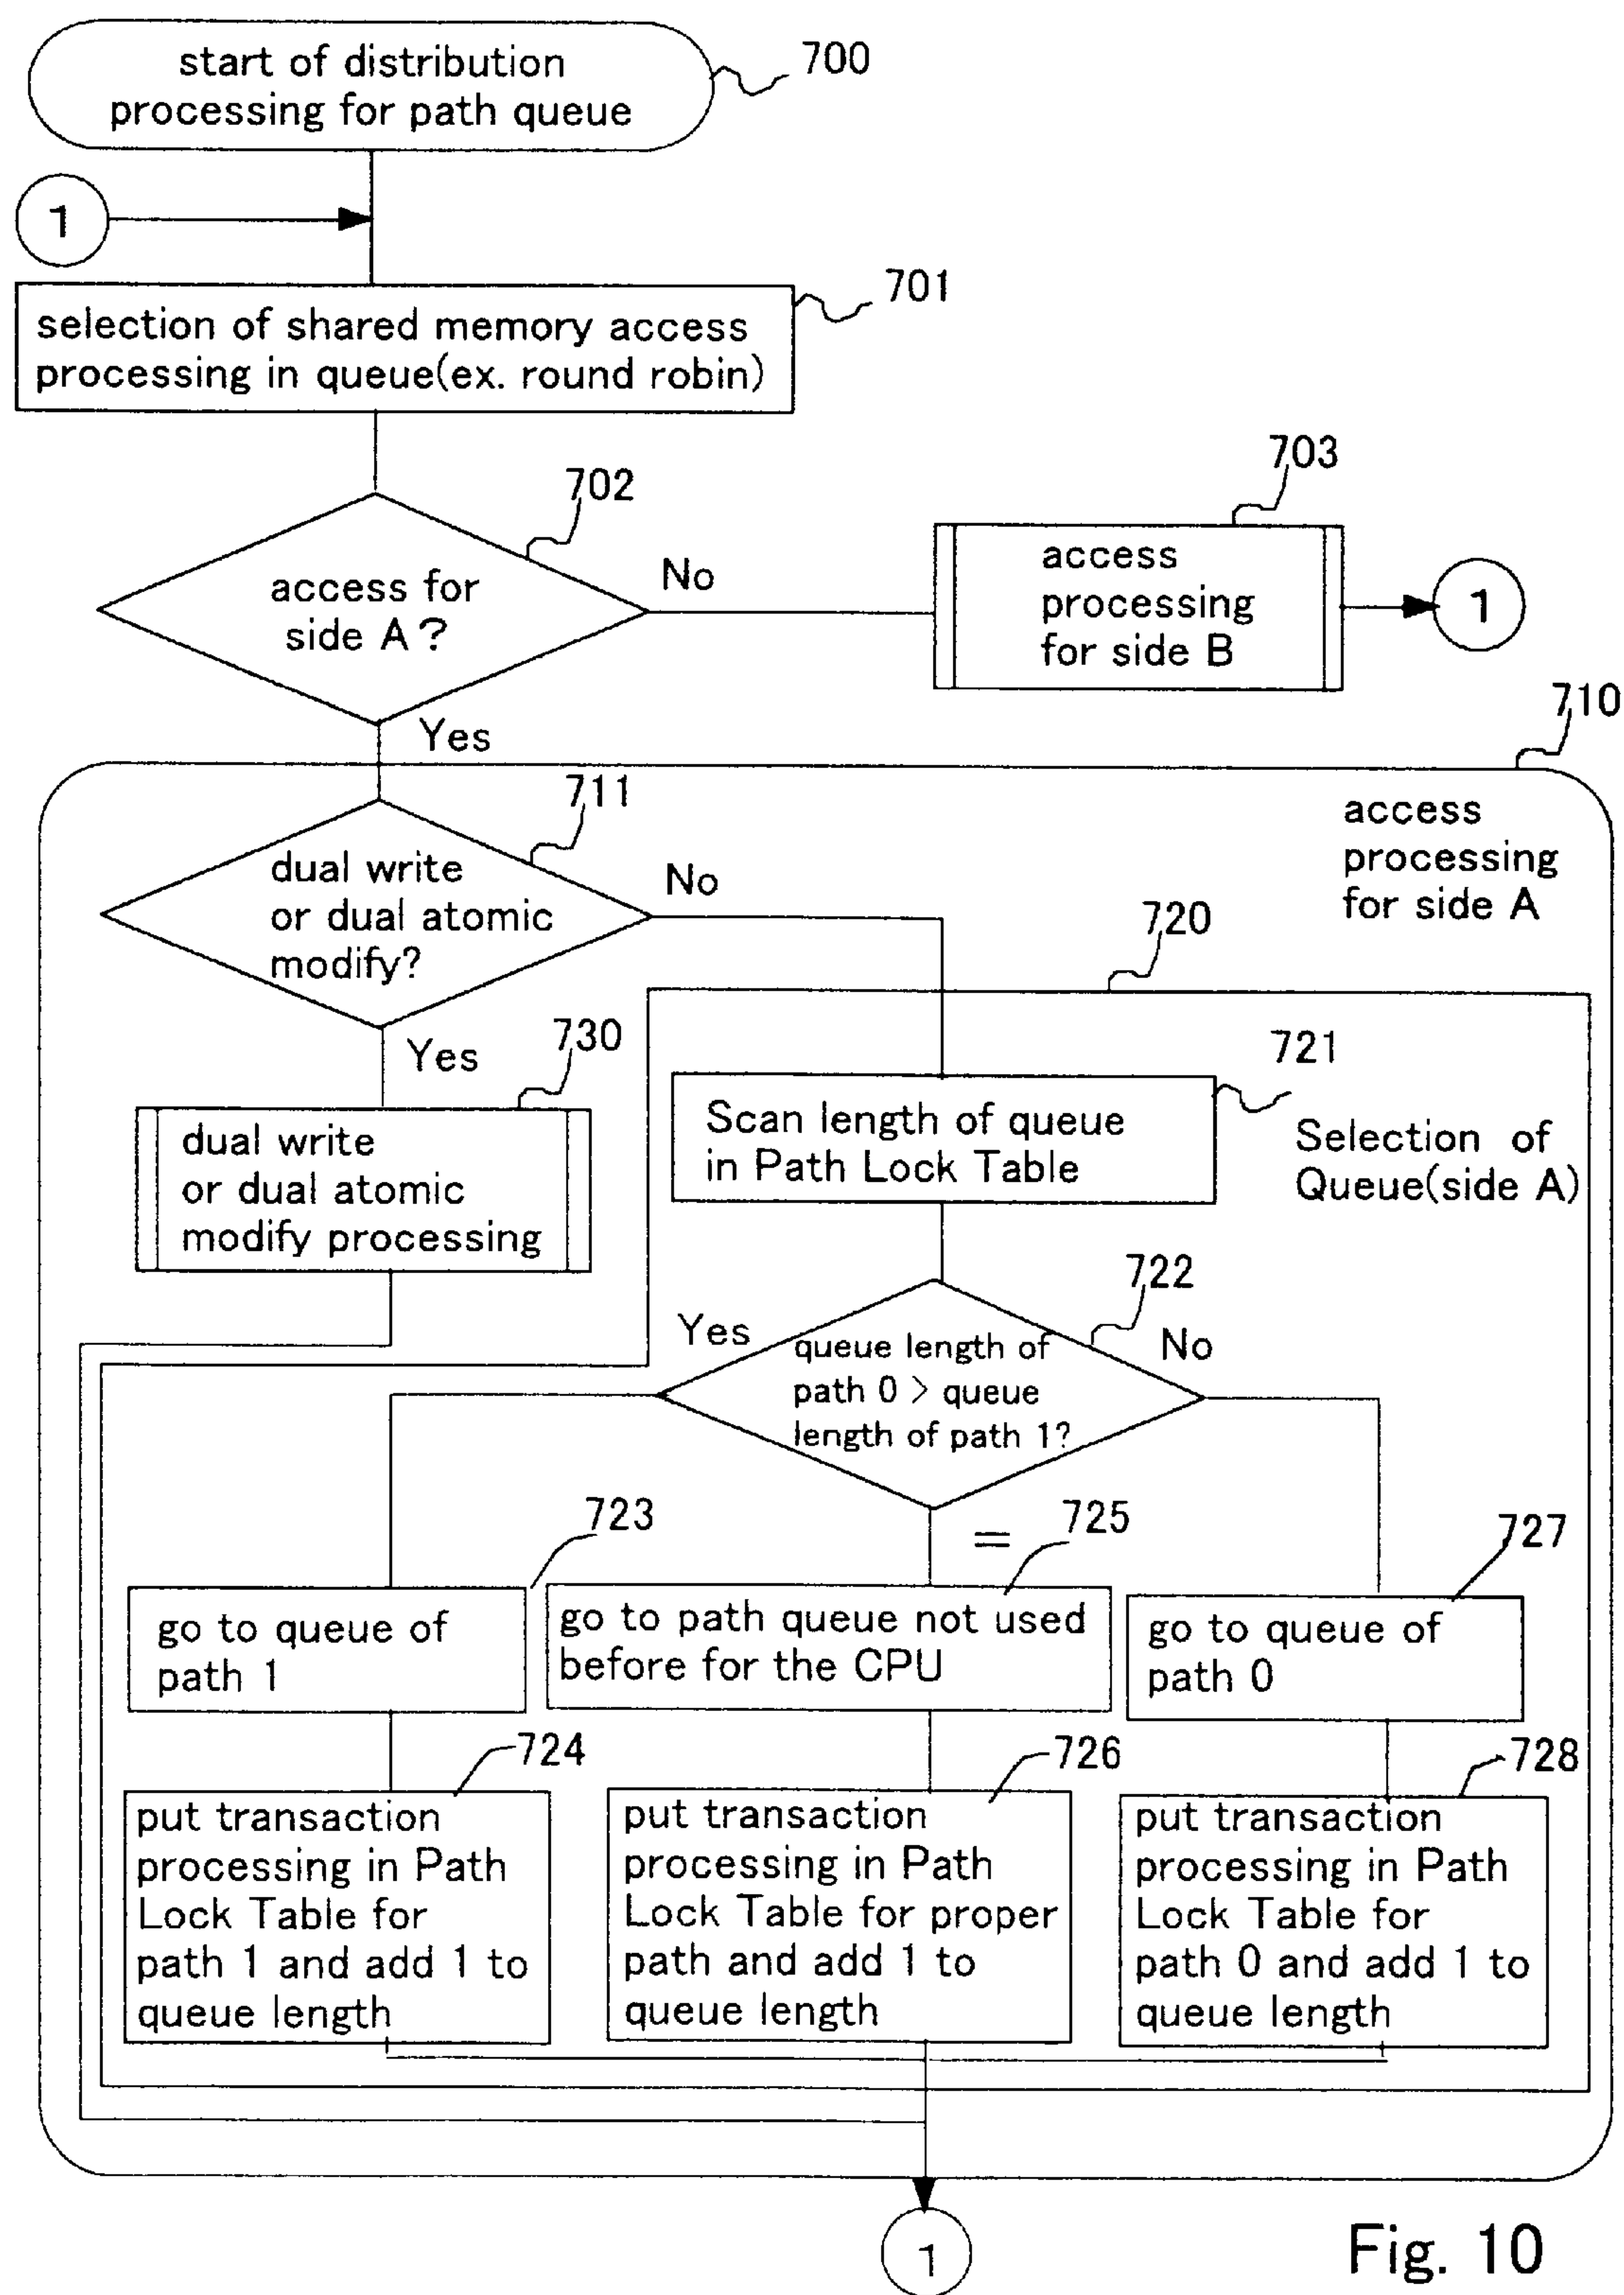 start of distribution
processing for path queue
700
1
701
selection of shared memory access
processing in queue(ex. round robin)
702
703
access for
side A?
No
access
processing
for side B
1
Yes
710
711
access
processing
for side A
dual write
or dual atomic
modify?
No
720
Yes
730
721
dual write
or dual atomic
modify processing
Scan length of queue
in Path Lock Table
Selection of
Queue(side A)
722
Yes
queue length of
path 0 > queue
length of path 1?
No
723
=
725
727
go to queue of
path 1
go to path queue not used
before for the CPU
go to queue of
path 0
724
726
728
put transaction
processing in Path
Lock Table for
path 1 and add 1 to
queue length
put transaction
processing in Path
Lock Table for proper
path and add 1 to
queue length
put transaction
processing in Path
Lock Table for
path 0 and add 1 to
queue length
1
Fig. 10